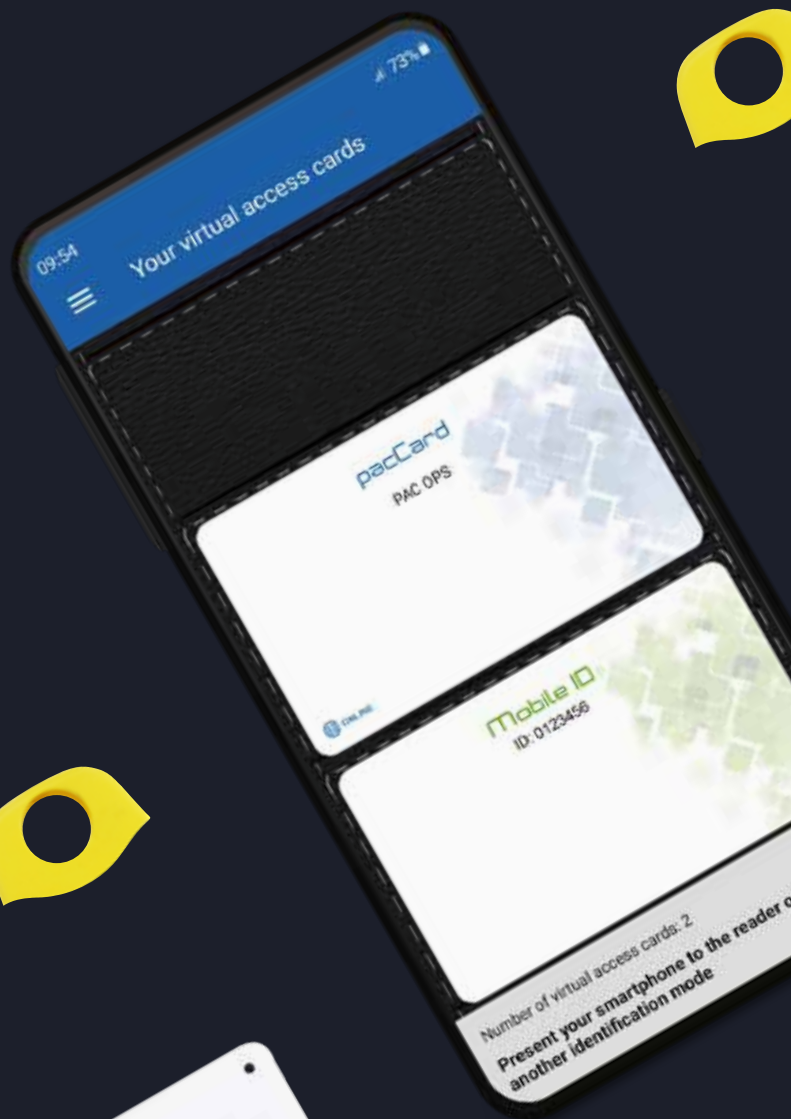 09:54
73%
Your virtual access cards
pacCard
PAC OPS
ONLINE
Mobile ID
ID: 0123456
Number of virtual access cards: 2
Present your smartphone to the reader
another identification mode